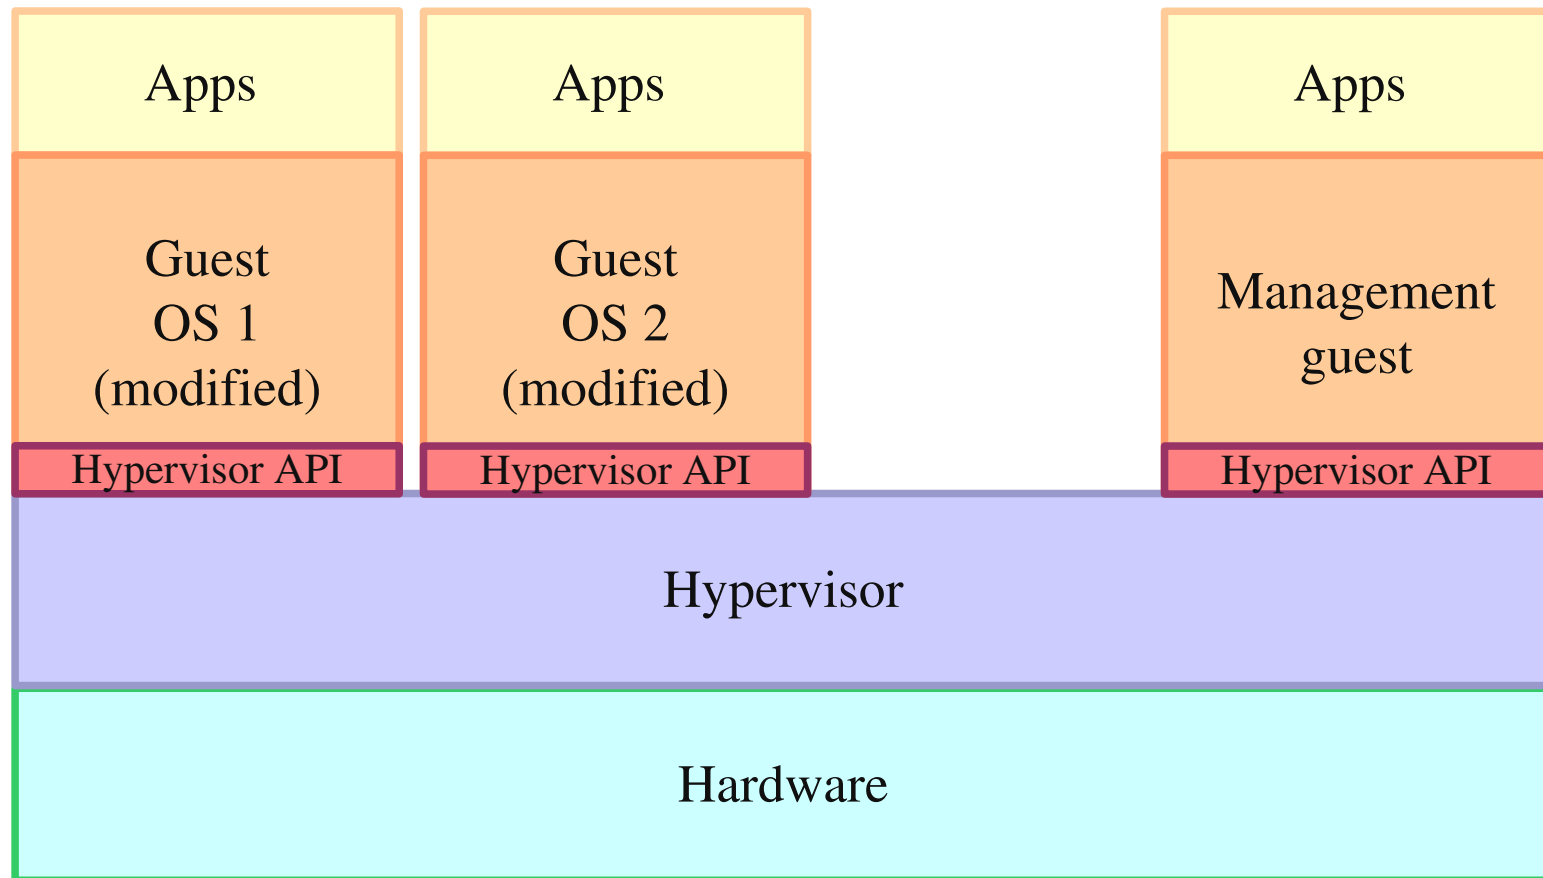 Apps
Apps
Apps
Guest
OS 1
(modified)
Guest
OS 2
(modified)
Management
guest
Hypervisor API
Hypervisor API
Hypervisor API
Hypervisor
Hardware